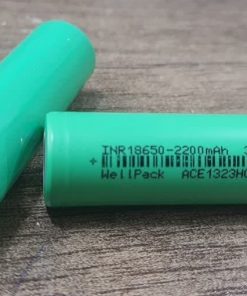 INR18650-2200mAh
+
WellPack ACE1323H